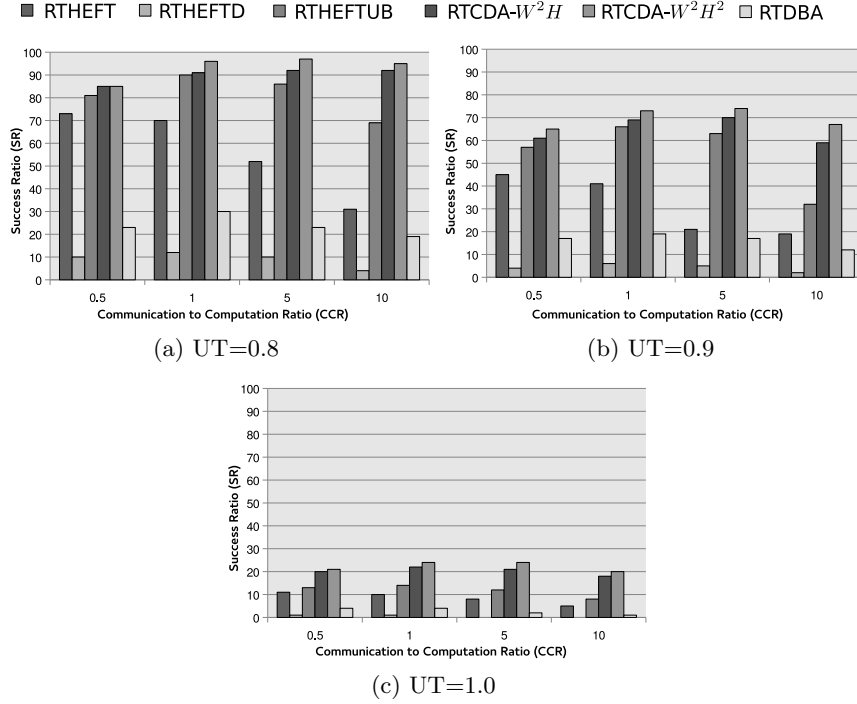 RTHEFT RTHEFTD RTHEFTUB RTCDA-W²H RTCDA-W²H² RTDBA
Success Ratio (SR)
100
90
80
70
60
50
40
30
20
10
0
0.5 1 5 10
Communication to Computation Ratio (CCR)
(a) UT=0.8
Success Ratio (SR)
100
90
80
70
60
50
40
30
20
10
0
0.5 1 5 10
Communication to Computation Ratio (CCR)
(b) UT=0.9
Success Ratio (SR)
100
90
80
70
60
50
40
30
20
10
0
0.5 1 5 10
Communication to Computation Ratio (CCR)
(c) UT=1.0